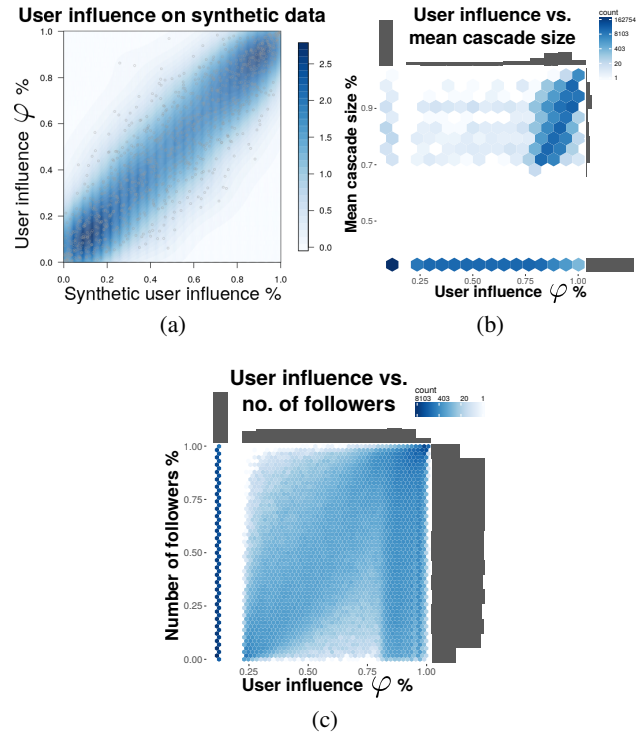 User influence on synthetic data
User influence φ %
1.0
0.8
0.6
0.4
0.2
0.0
0.0
0.2
0.4
0.6
0.8
1.0
Synthetic user influence %
2.5
2.0
1.5
1.0
0.5
0.0
(a)
User influence vs.
mean cascade size
count
162754
8103
403
20
1
Mean cascade size %
0.9
0.7
0.5
0.25
0.50
0.75
1.00
User influence φ %
(b)
User influence vs.
no. of followers
count
8103 403 20 1
Number of followers %
1.00
0.75
0.50
0.25
0.00
0.25
0.50
0.75
1.00
User influence φ %
(c)